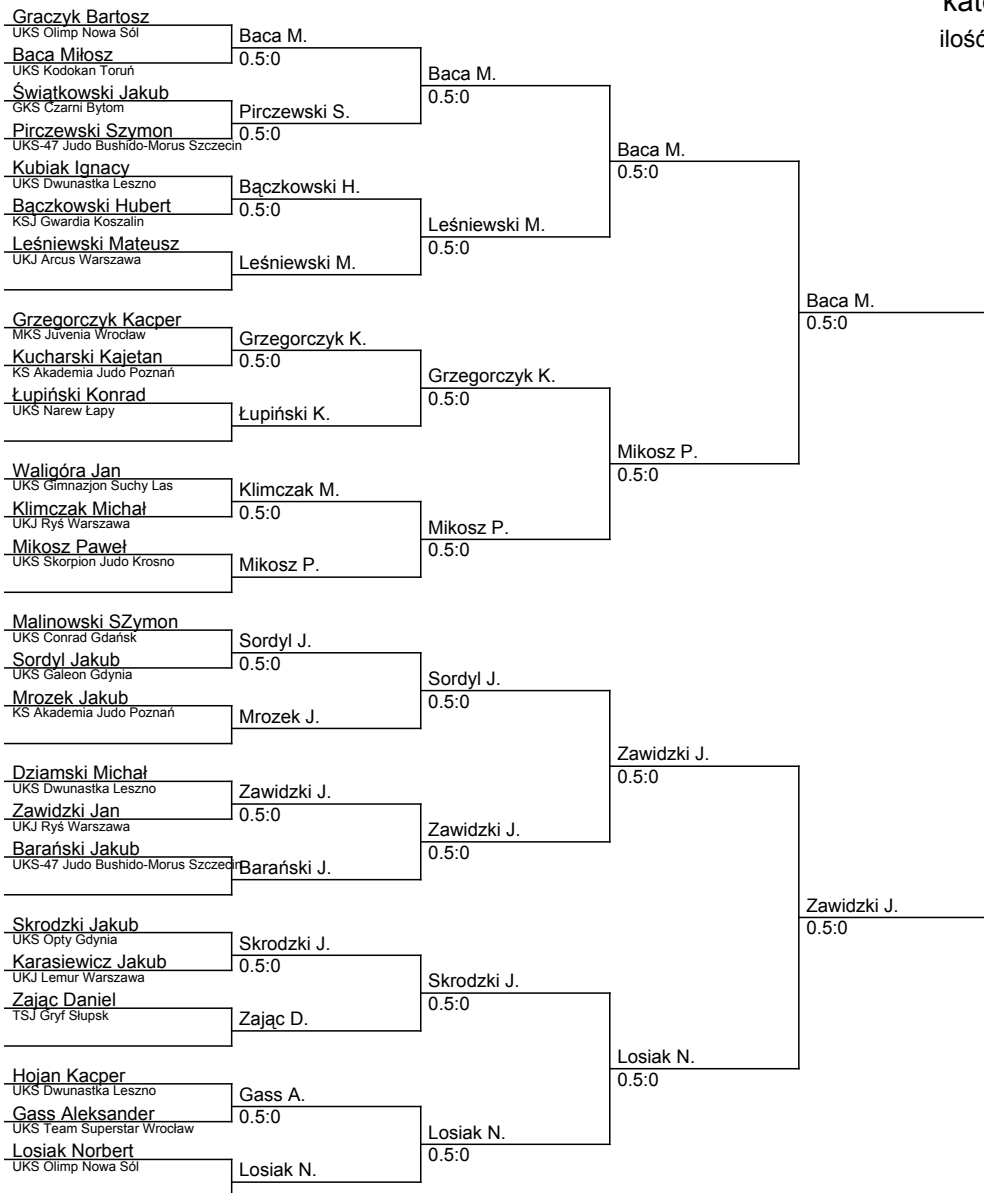 Graczyk Bartosz
UKS Olimp Nowa Sól
Baca Miłosz
UKS Kodokan Toruń
Świątkowski Jakub
GKS Czarni Bytom
Pirczewski Szymon
UKS-47 Judo Bushido-Morus Szczecin
Kubiak Ignacy
UKS Dwunastka Leszno
Bączkowski Hubert
KSJ Gwardia Koszalin
Leśniewski Mateusz
UKJ Arcus Warszawa
Grzegorczyk Kacper
MKS Juvenia Wrocław
Kucharski Kajetan
KS Akademia Judo Poznań
Łupiński Konrad
UKS Narew Łapy
Waligóra Jan
UKS Gimnazjon Suchy Las
Klimczak Michał
UKJ Ryś Warszawa
Mikosz Paweł
UKS Skorpion Judo Krosno
Malinowski SZymon
UKS Conrad Gdańsk
Sordyl Jakub
UKS Galeon Gdynia
Mrozek Jakub
KS Akademia Judo Poznań
Dziamski Michał
UKS Dwunastka Leszno
Zawidzki Jan
UKJ Ryś Warszawa
Barański Jakub
UKS-47 Judo Bushido-Morus Szczecin
Skrodzki Jakub
UKS Opty Gdynia
Karasiewicz Jakub
UKJ Lemur Warszawa
Zając Daniel
TSJ Gryf Słupsk
Hojan Kacper
UKS Dwunastka Leszno
Gass Aleksander
UKS Team Superstar Wrocław
Losiak Norbert
UKS Olimp Nowa Sól
Baca M.
0.5:0
Pirczewski S.
0.5:0
Bączkowski H.
0.5:0
Leśniewski M.
Grzegorczyk K.
0.5:0
Łupiński K.
Klimczak M.
0.5:0
Mikosz P.
Sordyl J.
0.5:0
Mrozek J.
Zawidzki J.
0.5:0
Barański J.
Skrodzki J.
0.5:0
Zając D.
Gass A.
0.5:0
Losiak N.
Baca M.
0.5:0
Leśniewski M.
0.5:0
Grzegorczyk K.
0.5:0
Mikosz P.
0.5:0
Sordyl J.
0.5:0
Zawidzki J.
0.5:0
Skrodzki J.
0.5:0
Losiak N.
0.5:0
Baca M.
0.5:0
Mikosz P.
0.5:0
Zawidzki J.
0.5:0
Losiak N.
0.5:0
Baca M.
0.5:0
Zawidzki J.
0.5:0
ilość